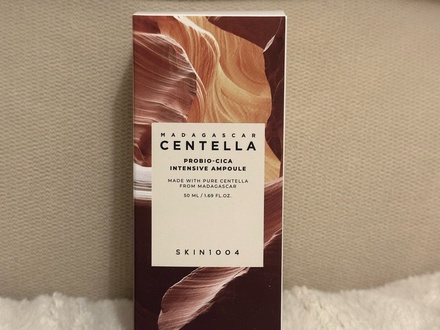 MADAGASCAR
CENTELLA
PROBIO-CICA
INTENSIVE AMPOULE
MADE WITH PURE CENTELLA
FROM MADAGASCAR
50 ML / 1.69 FL.OZ.
SKIN1004